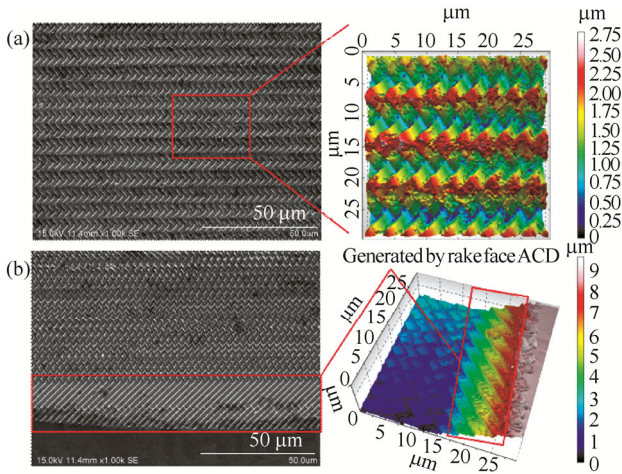 (a)
50 μm
15.0kV 11.4mm x1.00k SE
50.0um
μm
0 5 10 15 20 25
μm
0
5
10
15
20
25
μm
2.75
2.50
2.25
2.00
1.75
1.50
1.25
1.00
0.75
0.50
0.25
0
(b)
50 μm
15.0kV 11.4mm x1.00k SE
50.0um
Generated by rake face ACD
μm
25
20
15
10
5
0
μm
0
5
10
15
20
25
μm
9
8
7
6
5
4
3
2
1
0